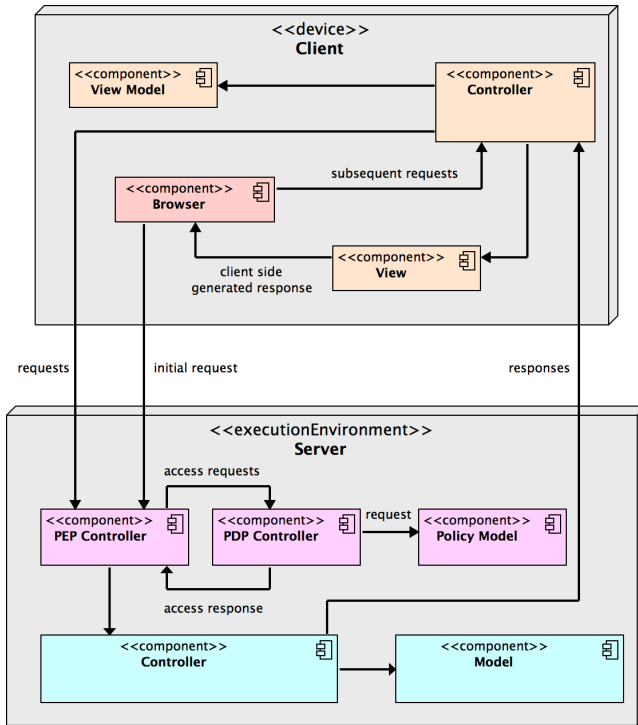 <<device>>
Client
<<component>>
View Model
<<component>>
Controller
subsequent requests
<<component>>
Browser
<<component>>
View
client side
generated response
requests
initial request
responses
<<executionEnvironment>>
Server
access requests
<<component>>
PEP Controller
<<component>>
PDP Controller
request
<<component>>
Policy Model
access response
<<component>>
Controller
<<component>>
Model